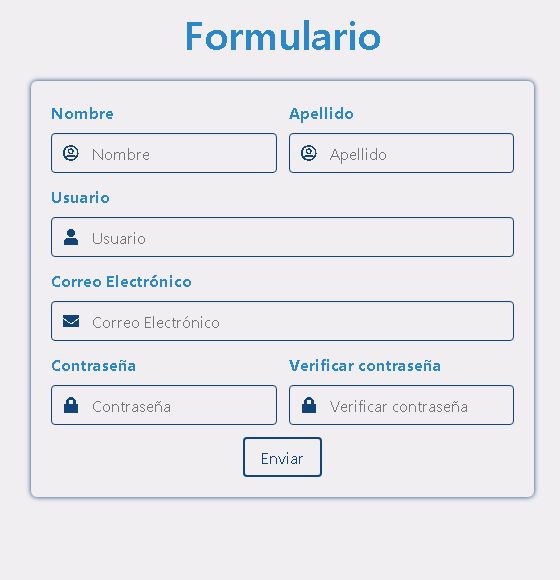 Formulario
Nombre Apellido
Nombre Apellido
Usuario
Usuario
Correo Electrónico
Correo Electrónico
Contraseña Verificar contraseña
Contraseña Verificar contraseña
Enviar